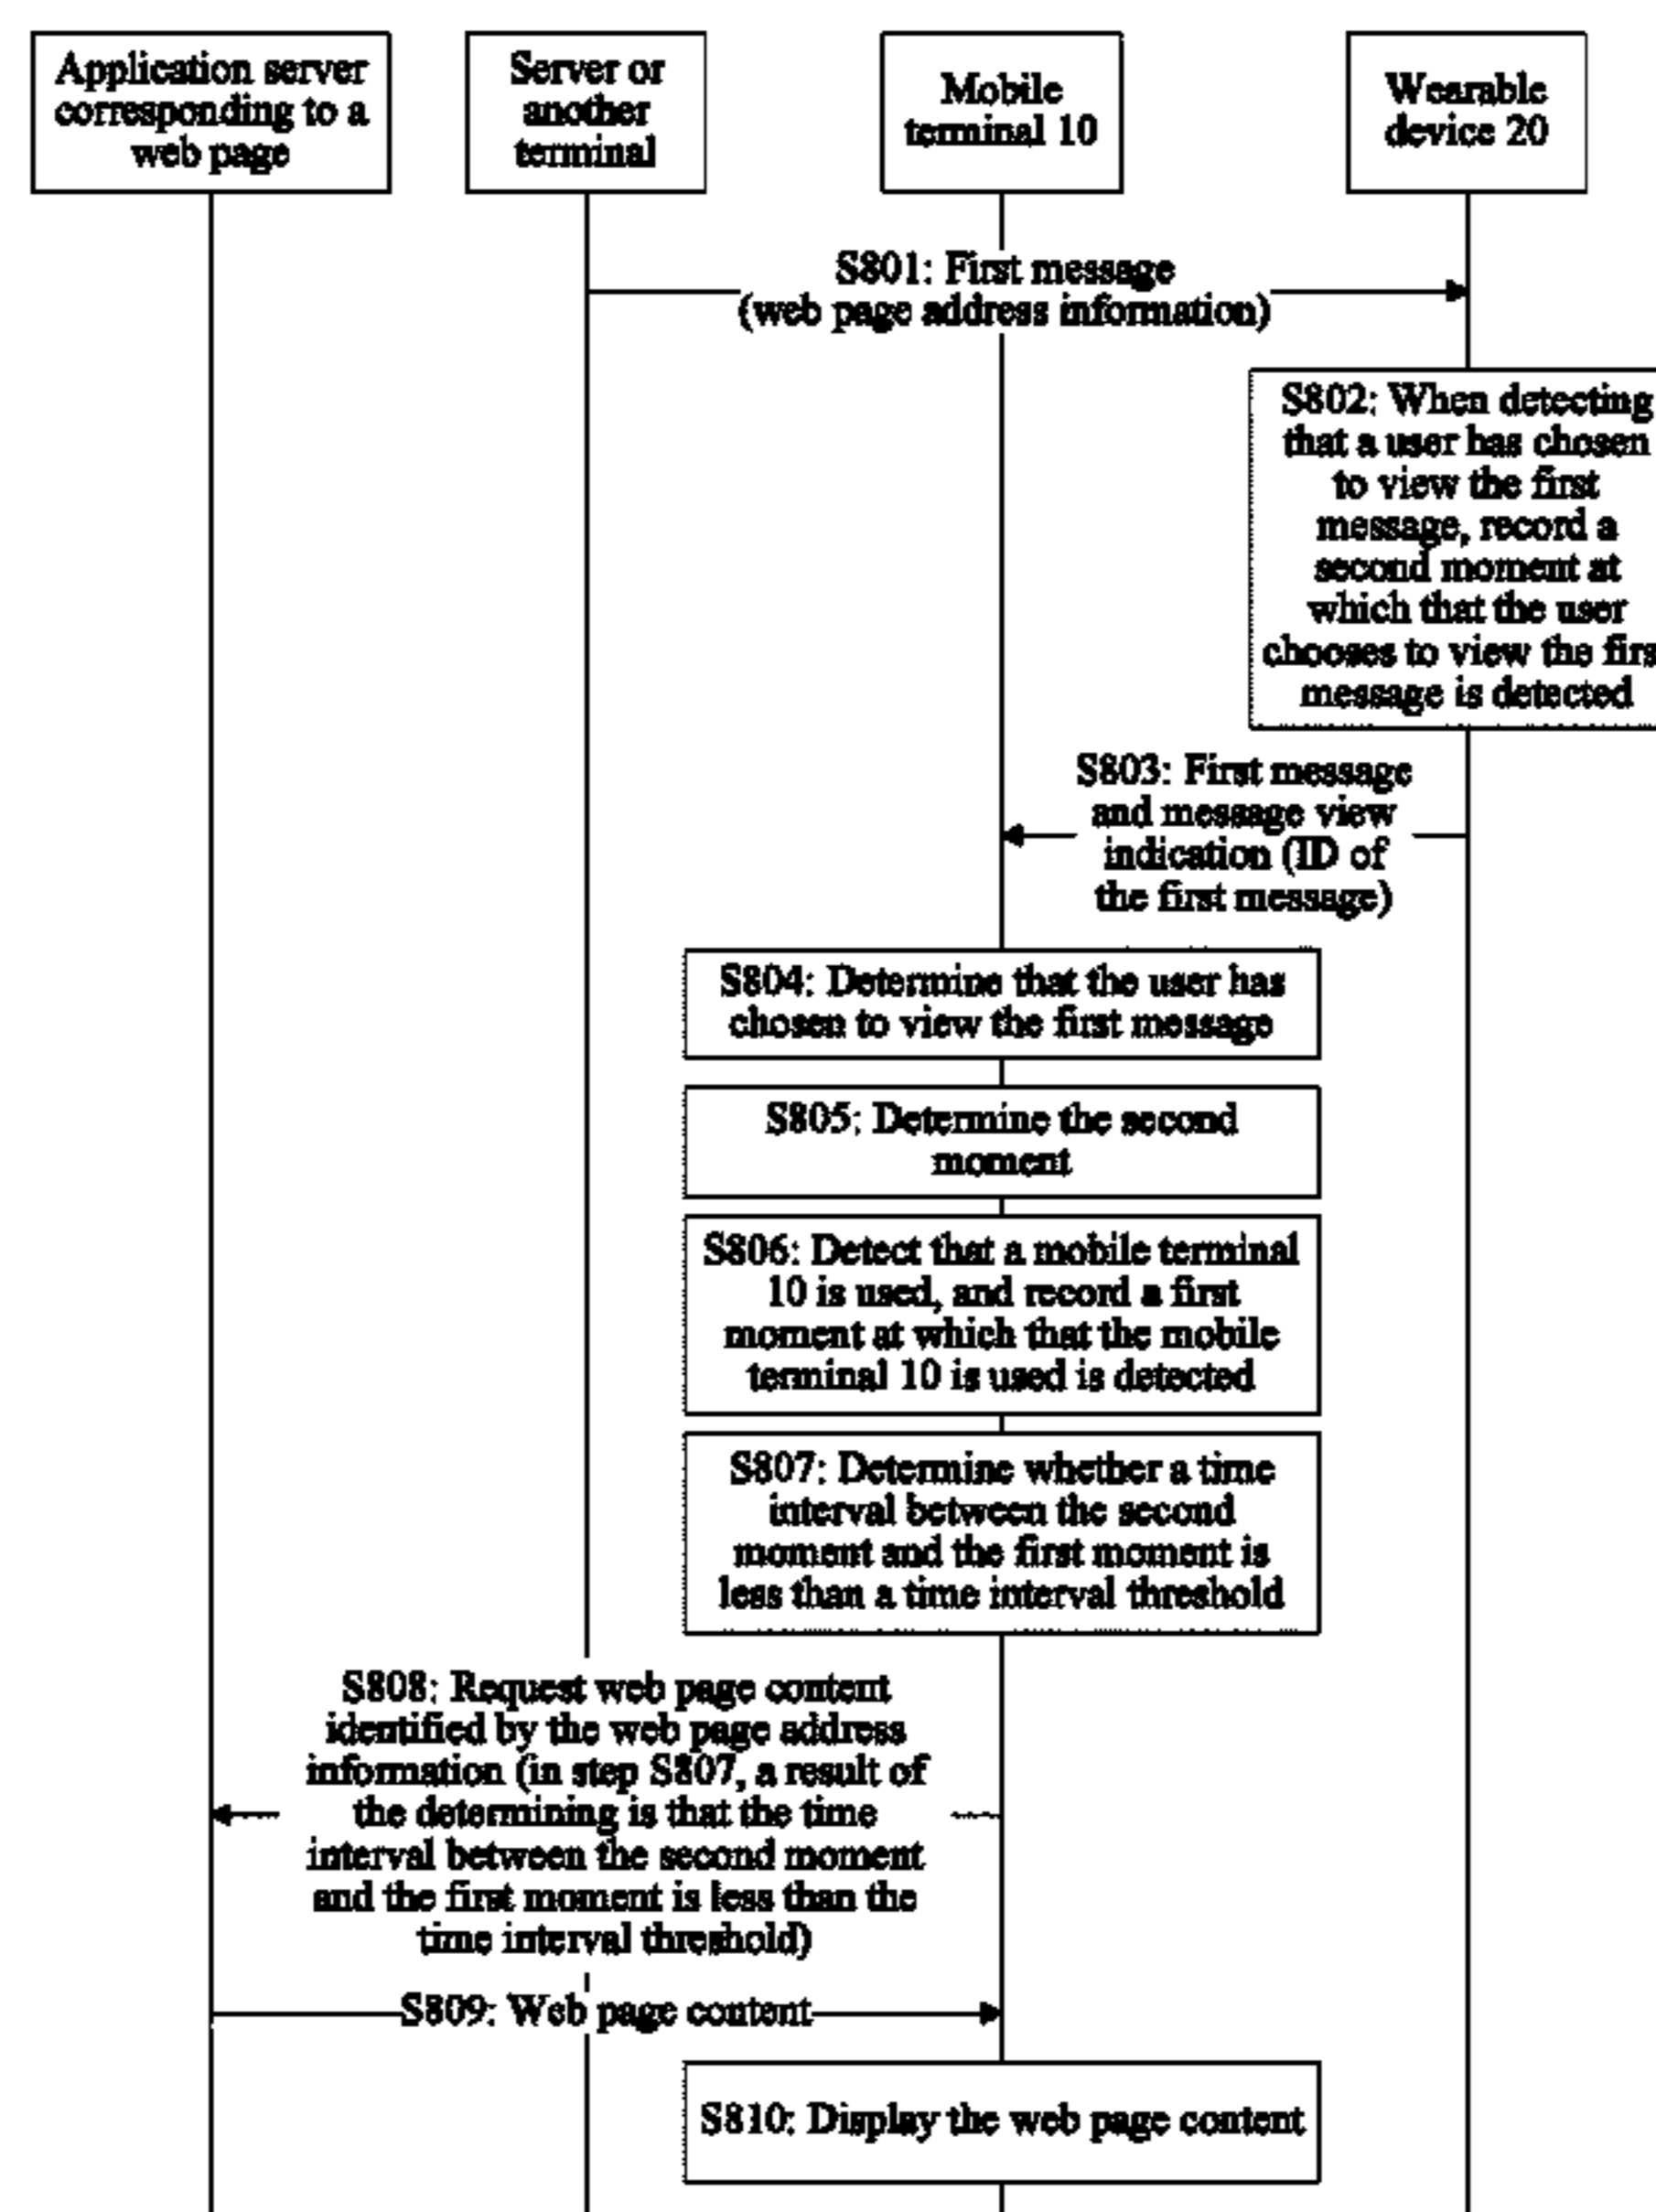 Application server
corresponding to a
web page
Server or
another
terminal
Mobile
terminal 10
Wearable
device 20
S801: First message
(web page address information)
S802: When detecting
that a user has chosen
to view the first
message, record a
second moment at
which that the user
chooses to view the firs
message is detected
S803: First message
and message view
indication (ID of
the first message)
S804: Determine that the user has
chosen to view the first message
S805: Determine the second
moment
S806: Detect that a mobile terminal
10 is used, and record a first
moment at which that the mobile
terminal 10 is used is detected
S807: Determine whether a time
interval between the second
moment and the first moment is
less than a time interval threshold
S808: Request web page content
identified by the web page address
information (in step S807, a result of
the determining is that the time
interval between the second moment
and the first moment is less than the
time interval threshold)
S809: Web page content
S810: Display the web page content